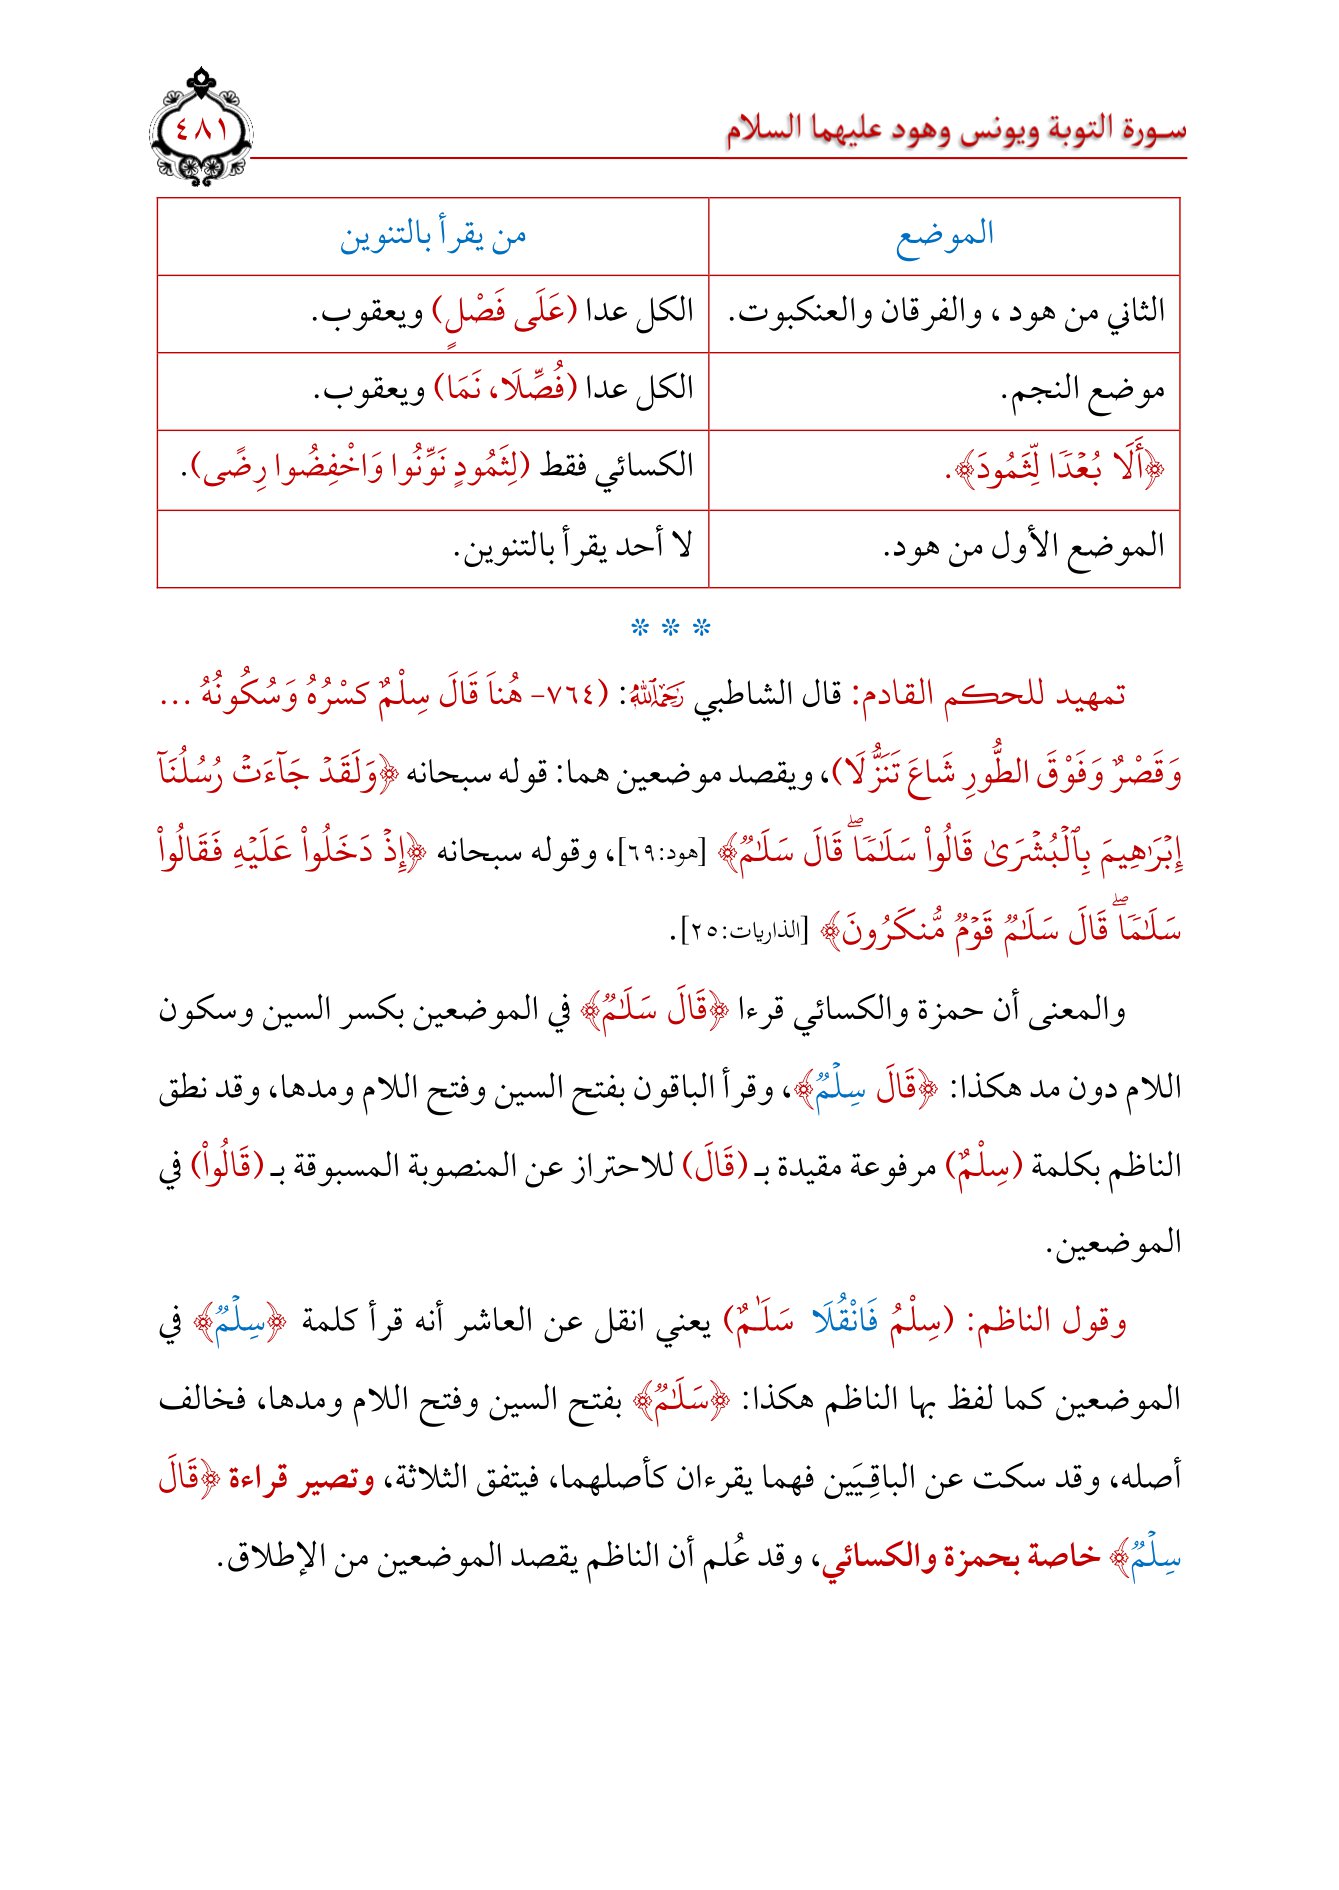 سورة التوبة ويونس وهود عليهما السلام
٤٨١
الموضع من يقرأ بالتنوين
الثاني من هود ، والفرقان والعنكبوت. الكل عدا (عَلَى فَصْلٍ) ويعقوب.
موضع النجم. الكل عدا (فُصِّلَا، نَمَا) ويعقوب.
﴿أَلَا بُعۡدٗا لِّثَمُودَ﴾. الكسائي فقط (لِثَمُودٍ نَوِّنُوا وَاخْفِضُوا رِضًى).
الموضع الأول من هود. لا أحد يقرأ بالتنوين.
* * *
تمهيد للحكم القادم: قال الشاطبي رحمه الله: (٧٦٤- هُنَا قَالَ سِلْمٌ كَسْرُهُ وَسُكُونُهُ ...
وَقَصْرٌ وَفَوْقَ الطُّورِ شَاعَ تَنَزُّلَا)، ويقصد موضعين هما: قوله سبحانه ﴿وَلَقَدۡ جَآءَتۡ رُسُلُنَآ
إِبۡرَٰهِيمَ بِٱلۡبُشۡرَىٰ قَالُواْ سَلَٰمٗاۖ قَالَ سَلَٰمٞ﴾ [هود:٦٩]، وقوله سبحانه ﴿إِذۡ دَخَلُواْ عَلَيۡهِ فَقَالُواْ
سَلَٰمٗاۖ قَالَ سَلَٰمٞ قَوۡمٞ مُّنكَرُونَ﴾ [الذاريات:٢٥].
والمعنى أن حمزة والكسائي قرءا ﴿قَالَ سَلَٰمٞ﴾ في الموضعين بكسر السين وسكون
اللام دون مد هكذا: ﴿قَالَ سِلۡمٞ﴾، وقرأ الباقون بفتح السين وفتح اللام ومدها، وقد نطق
الناظم بكلمة (سِلْمٌ) مرفوعة مقيدة بـ (قَالَ) للاحتراز عن المنصوبة المسبوقة بـ (قَالُواْ) في
الموضعين.
وقول الناظم: (سِلْمُ فَانْقُلَا سَلَٰمٌ) يعني انقل عن العاشر أنه قرأ كلمة ﴿سِلۡمٞ﴾ في
الموضعين كما لفظ بها الناظم هكذا: ﴿سَلَٰمٞ﴾ بفتح السين وفتح اللام ومدها، فخالف
أصله، وقد سكت عن الباقِيَين فهما يقرءان كأصلهما، فيتفق الثلاثة، وتصير قراءة ﴿قَالَ
سِلۡمٞ﴾ خاصة بحمزة والكسائي، وقد عُلم أن الناظم يقصد الموضعين من الإطلاق.